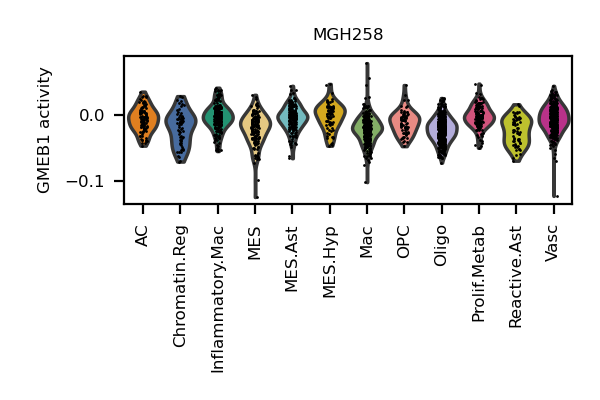 MGH258
GMEB1 activity
0.0
−0.1
AC
Chromatin.Reg
Inflammatory.Mac
MES
MES.Ast
MES.Hyp
Mac
OPC
Oligo
Prolif.Metab
Reactive.Ast
Vasc